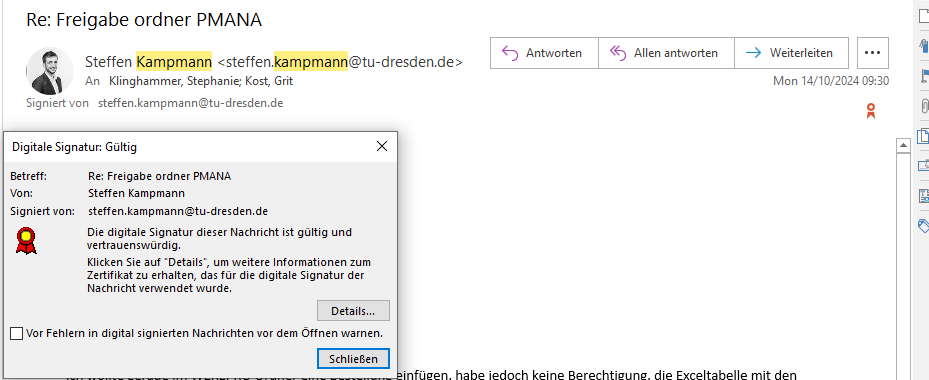 Re: Freigabe ordner PMANA
Steffen Kampmann <steffen.kampmann@tu-dresden.de>
An Klinghammer, Stephanie; Kost, Grit
Signiert von steffen.kampmann@tu-dresden.de
Antworten
Allen antworten
Weiterleiten
Mon 14/10/2024 09:30
Digitale Signatur: Gültig
Betreff: Re: Freigabe ordner PMANA
Von: Steffen Kampmann
Signiert von: steffen.kampmann@tu-dresden.de
Die digitale Signatur dieser Nachricht ist gültig und
vertrauenswürdig.
Klicken Sie auf "Details", um weitere Informationen zum
Zertifikat zu erhalten, das für die digitale Signatur der
Nachricht verwendet wurde.
Details...
Vor Fehlern in digital signierten Nachrichten vor dem Öffnen warnen.
Schließen
einfügen, habe jedoch keine Berechtigung, die Exceltabelle mit den